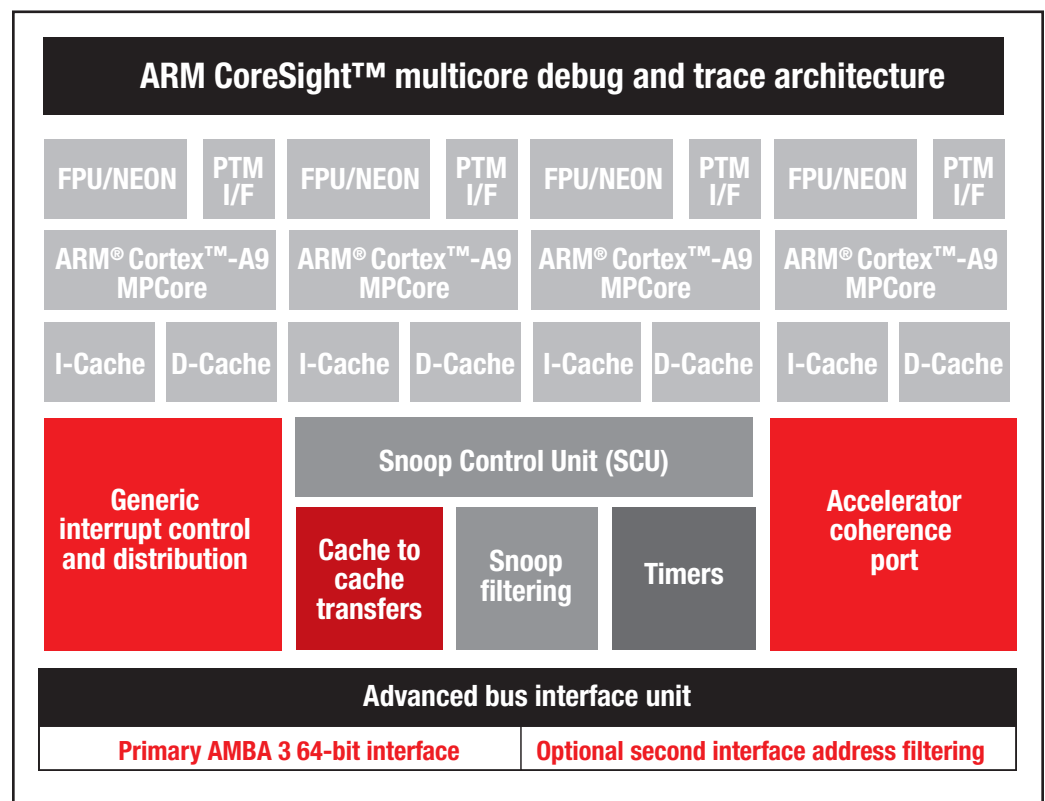 ARM CoreSight™ multicore debug and trace architecture
FPU/NEON
PTM
I/F
FPU/NEON
PTM
I/F
FPU/NEON
PTM
I/F
FPU/NEON
PTM
I/F
ARM® Cortex™-A9
MPCore
ARM® Cortex™-A9
MPCore
ARM® Cortex™-A9
MPCore
ARM® Cortex™-A9
MPCore
I-Cache
D-Cache
I-Cache
D-Cache
I-Cache
D-Cache
I-Cache
D-Cache
Generic
interrupt control
and distribution
Snoop Control Unit (SCU)
Cache to
cache
transfers
Snoop
filtering
Timers
Accelerator
coherence
port
Advanced bus interface unit
Primary AMBA 3 64-bit interface
Optional second interface address filtering